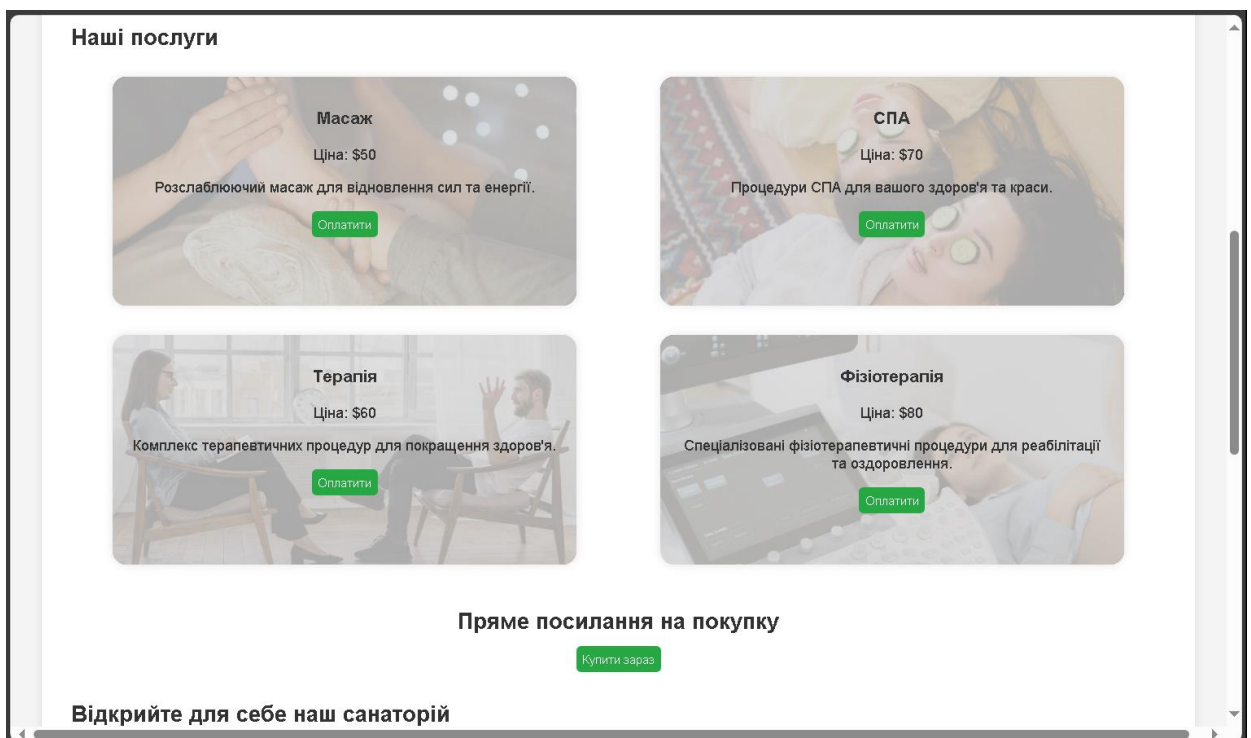 Наші послуги
Масаж
Ціна: $50
Розслаблюючий масаж для відновлення сил та енергії.
Оплатити
СПА
Ціна: $70
Процедури СПА для вашого здоров'я та краси.
Оплатити
Терапія
Ціна: $60
Комплекс терапевтичних процедур для покращення здоров'я.
Оплатити
Фізіотерапія
Ціна: $80
Спеціалізовані фізіотерапевтичні процедури для реабілітації
та оздоровлення.
Оплатити
Пряме посилання на покупку
Купити зараз
Відкрийте для себе наш санаторій